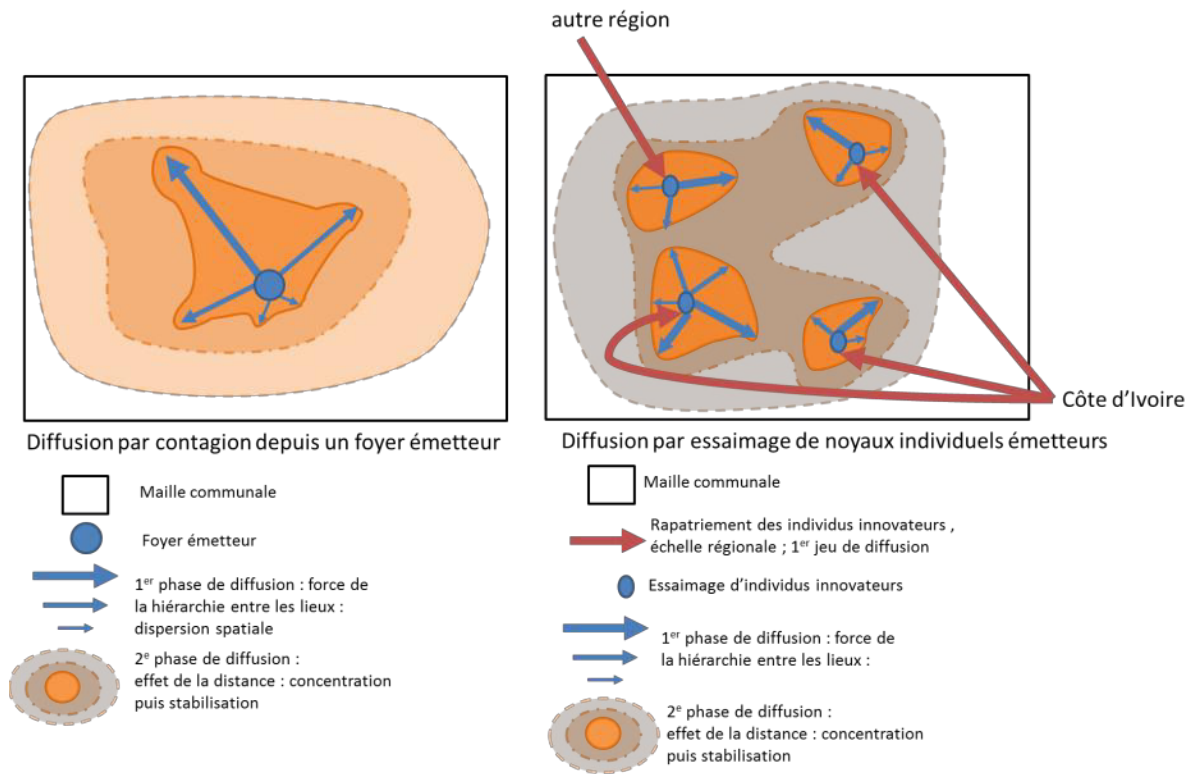 autre région
Côte d'Ivoire
Diffusion par contagion depuis un foyer émetteur
Maille communale
Foyer émetteur
1er phase de diffusion : force de
la hiérarchie entre les lieux :
dispersion spatiale
2e phase de diffusion :
effet de la distance : concentration
puis stabilisation
Diffusion par essaimage de noyaux individuels émetteurs
Maille communale
Rapatriement des individus innovateurs ,
échelle régionale ; 1er jeu de diffusion
Essaimage d'individus innovateurs
1er phase de diffusion : force de
la hiérarchie entre les lieux :
2e phase de diffusion :
effet de la distance : concentration
puis stabilisation